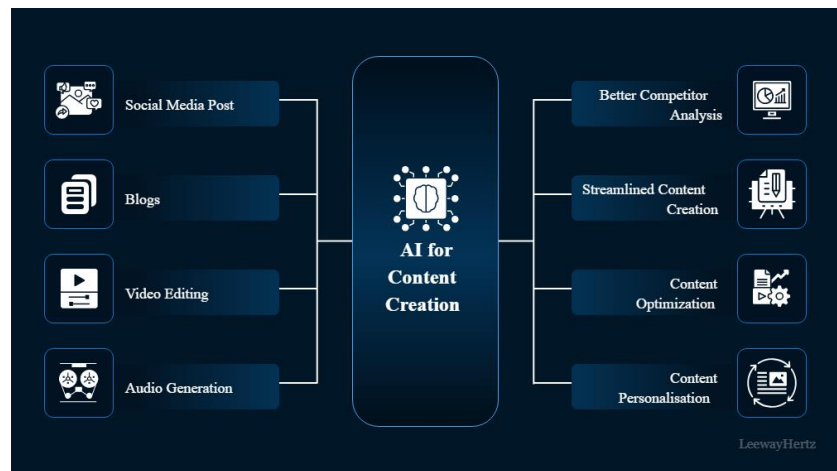 Social Media Post
Blogs
Video Editing
Audio Generation
AI for
Content
Creation
Better Competitor
Analysis
Streamlined Content
Creation
Content
Optimization
Content
Personalisation
LeewayHertz